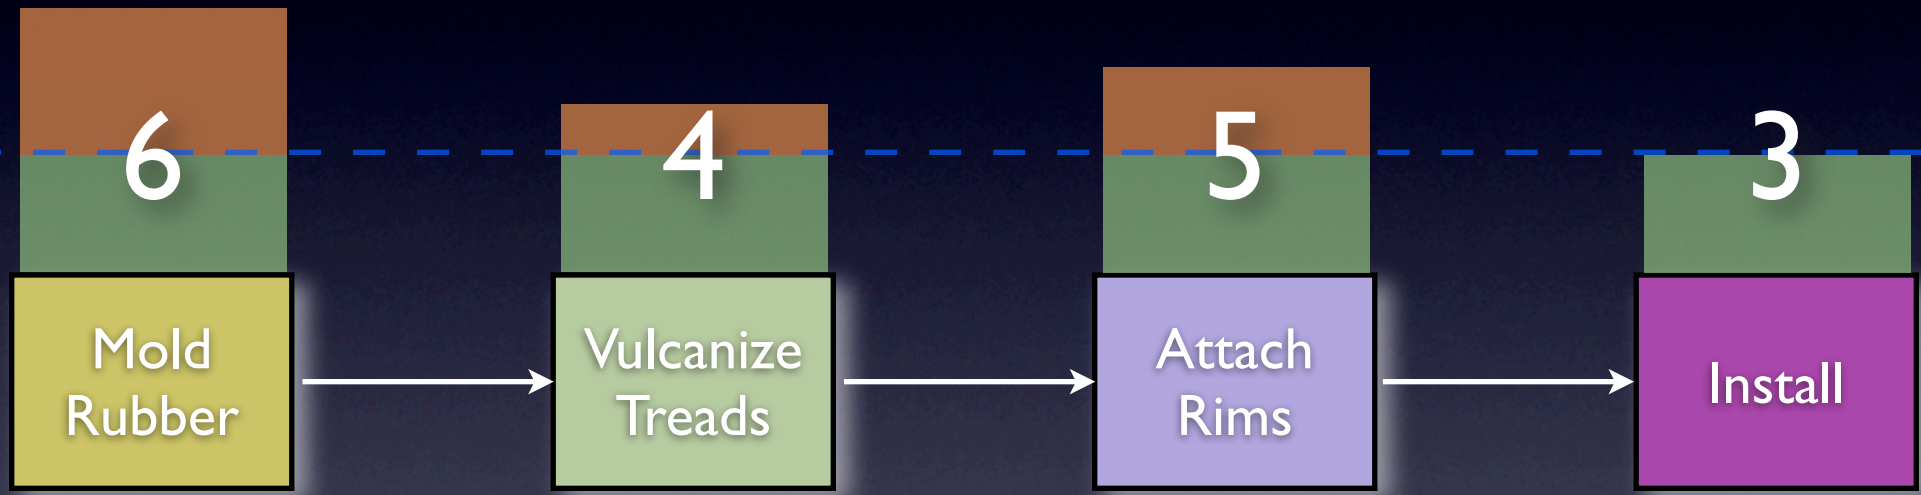 6
4
5
3
Mold
Rubber
Vulcanize
Treads
Attach
Rims
Install